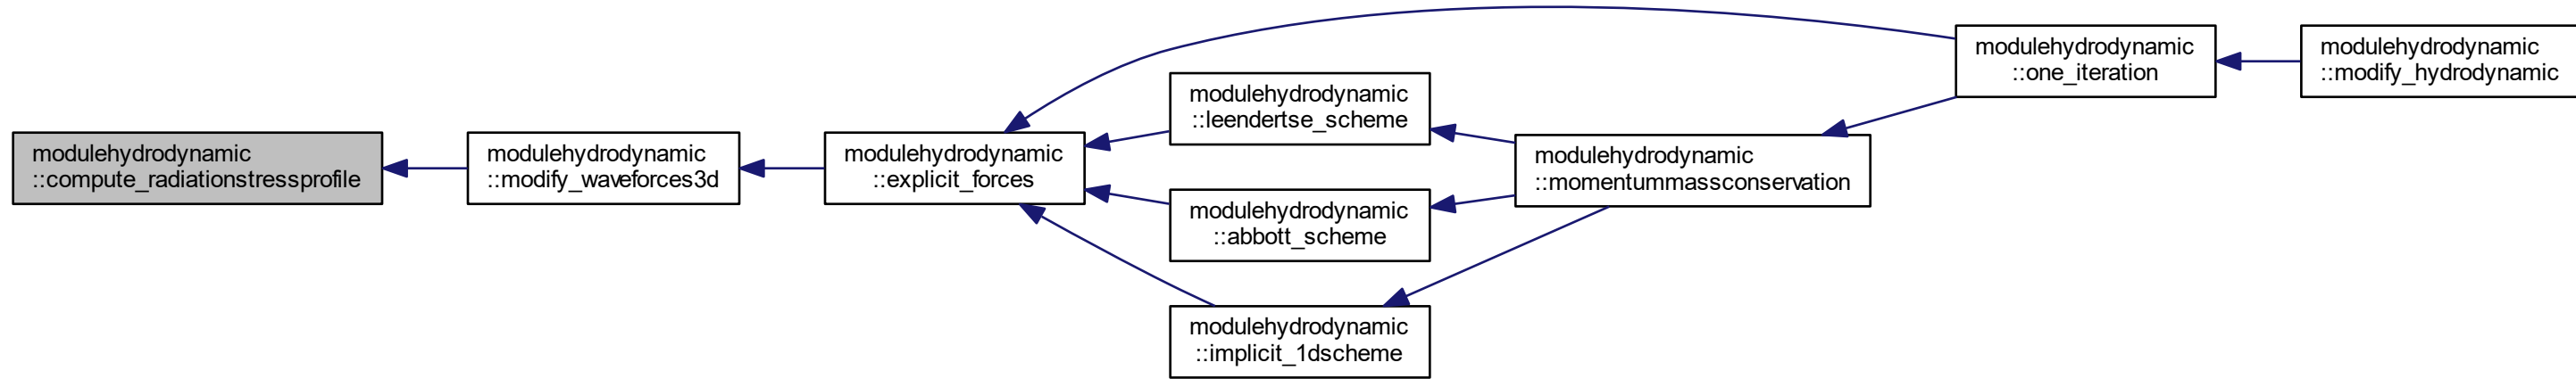 modulehydrodynamic
::compute_radiationstressprofile
modulehydrodynamic
::modify_waveforces3d
modulehydrodynamic
::explicit_forces
modulehydrodynamic
::leendertse_scheme
modulehydrodynamic
::abbott_scheme
modulehydrodynamic
::implicit_1dscheme
modulehydrodynamic
::momentummassconservation
modulehydrodynamic
::one_iteration
modulehydrodynamic
::modify_hydrodynamic